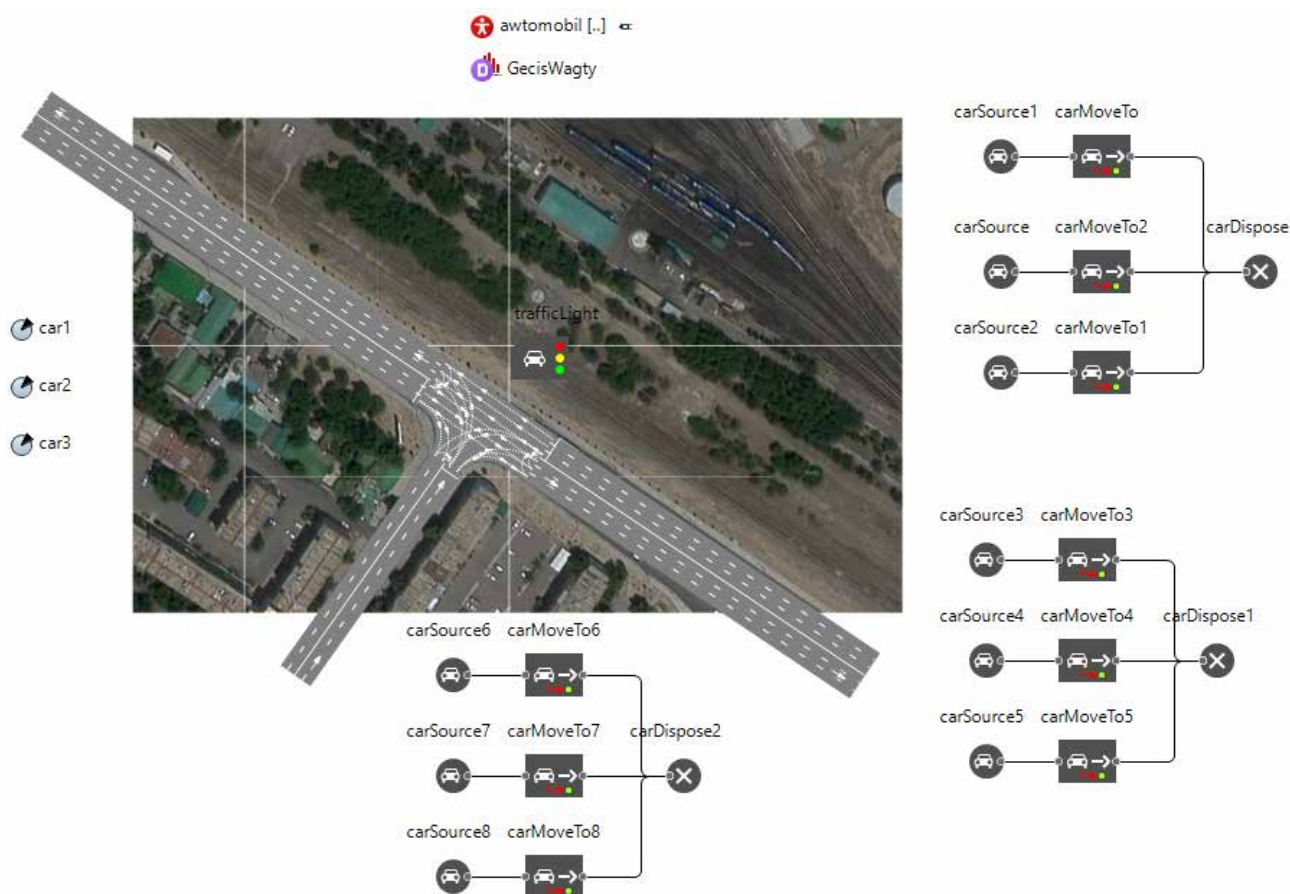 awtomobil [..]
D GecisWagty
carSource1 carMoveTo
carSource carMoveTo2 carDispose
carSource2 carMoveTo1
trafficLight
car1
car2
car3
carSource3 carMoveTo3
carSource4 carMoveTo4 carDispose1
carSource5 carMoveTo5
carSource6 carMoveTo6
carSource7 carMoveTo7 carDispose2
carSource8 carMoveTo8